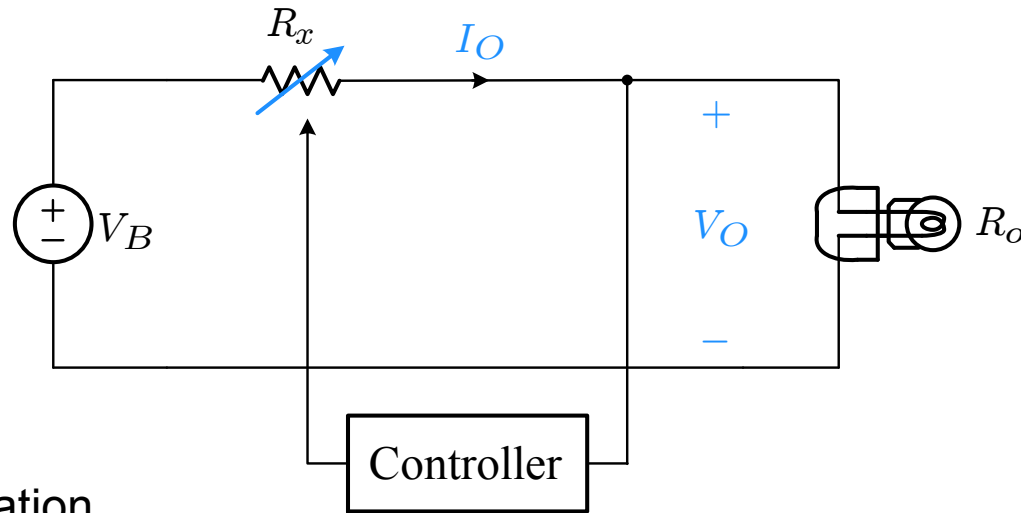 R_x
I_O
+
+
−
V_B
V_O
R_o
−
Controller
ation